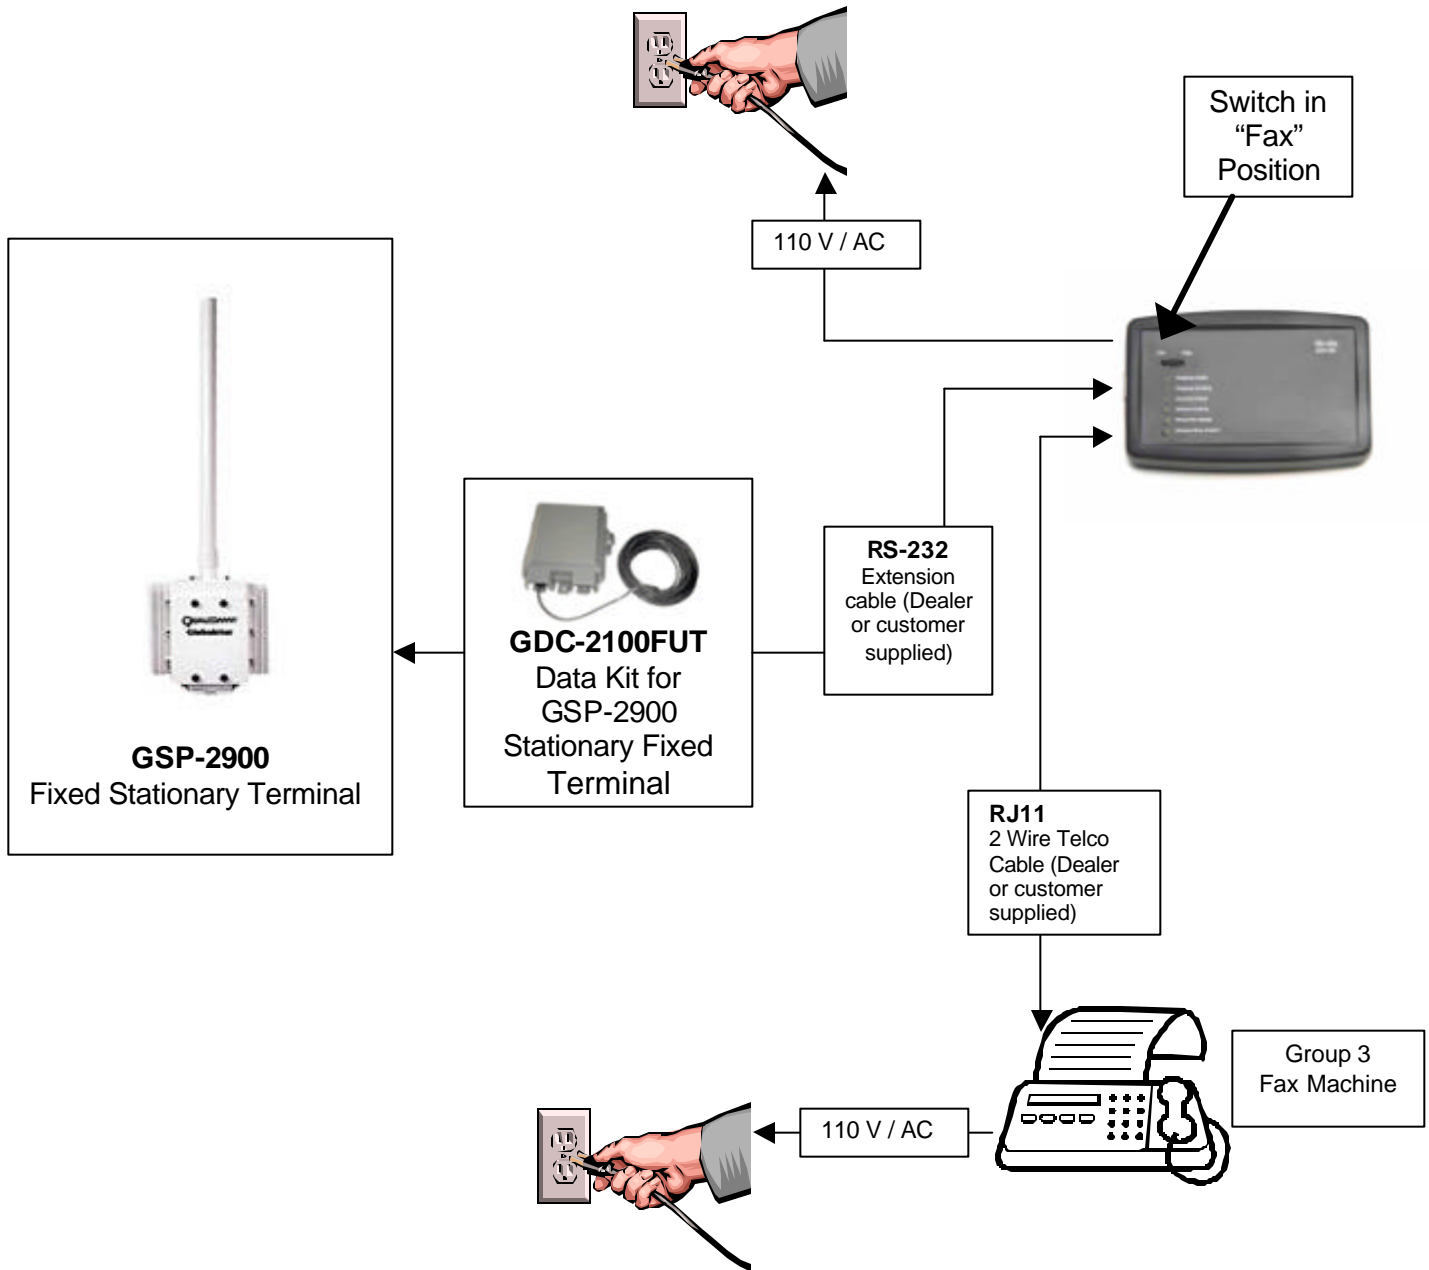 Switch in
“Fax”
Position
110 V / AC
RS-232
Extension
cable (Dealer
or customer
supplied)
GDC-2100FUT
Data Kit for
GSP-2900
Stationary Fixed
Terminal
GSP-2900
Fixed Stationary Terminal
RJ11
2 Wire Telco
Cable (Dealer
or customer
supplied)
Group 3
Fax Machine
110 V / AC